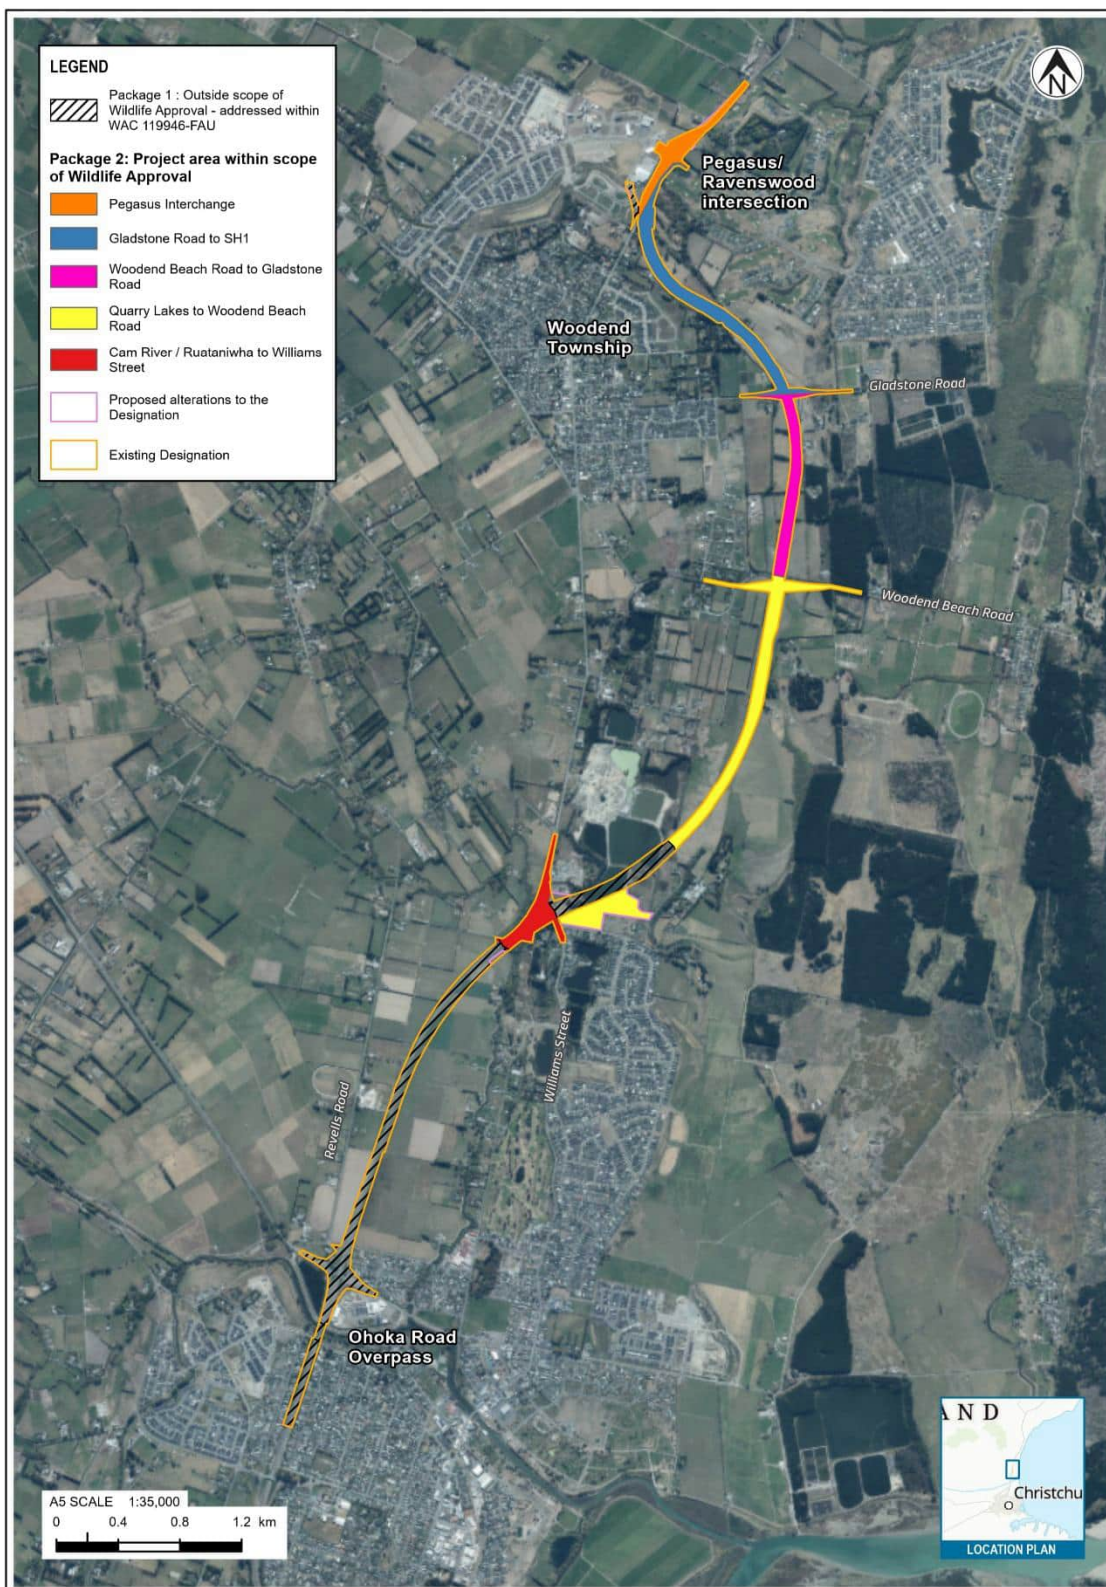 LEGEND
Package 1 : Outside scope of
Wildlife Approval - addressed within
WAC 119946-FAU
Package 2: Project area within scope
of Wildlife Approval
Pegasus Interchange
Gladstone Road to SH1
Woodend Beach Road to Gladstone
Road
Quarry Lakes to Woodend Beach
Road
Cam River / Ruataniwha to Williams
Street
Proposed alterations to the
Designation
Existing Designation
N
Pegasus/
Ravenswood
intersection
Woodend
Township
Gladstone Road
Woodend Beach Road
Williams Street
Revells Road
Ohoka Road
Overpass
A5 SCALE 1:35,000
0 0.4 0.8 1.2 km
AND
Christchu
LOCATION PLAN